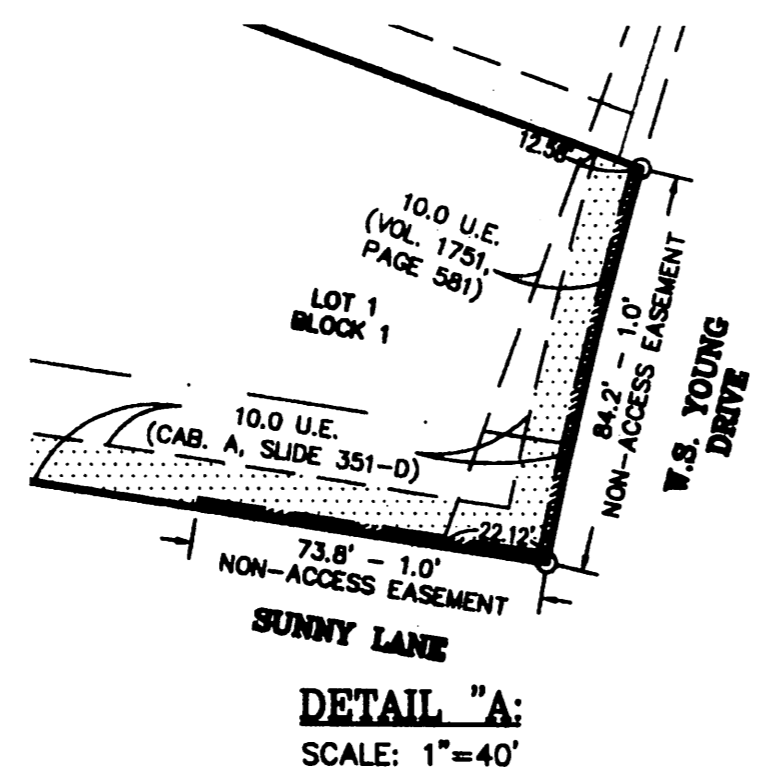 10.0 U.E.
(VOL. 1751,
PAGE 581)
LOT 1
BLOCK 1
10.0 U.E.
(CAB. A, SLIDE 351-D)
84.2' - 1.0'
NON-ACCESS EASEMENT
W.S. YOUNG
DRIVE
22.12'
73.8' - 1.0'
NON-ACCESS EASEMENT
SUNNY LANE
DETAIL "A:
SCALE: 1"=40'